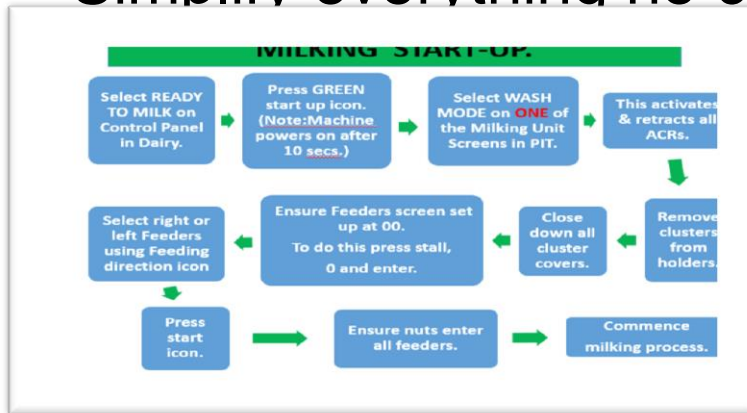 MILKING START-UP.
Select READY
TO MILK on
Control Panel
in Dairy.
Press GREEN
start up icon.
(Note:Machine
powers on after
10 secs.)
Select WASH
MODE on ONE of
the Milking Unit
Screens in PIT.
This activates
& retracts all
ACRs.
Remove
clusters
from
holders.
Close
down all
cluster
covers.
Ensure Feeders screen set
up at 00.
To do this press stall,
0 and enter.
Select right or
left Feeders
using Feeding
direction icon
Press
start
icon.
Ensure nuts enter
all feeders.
Commence
milking process.